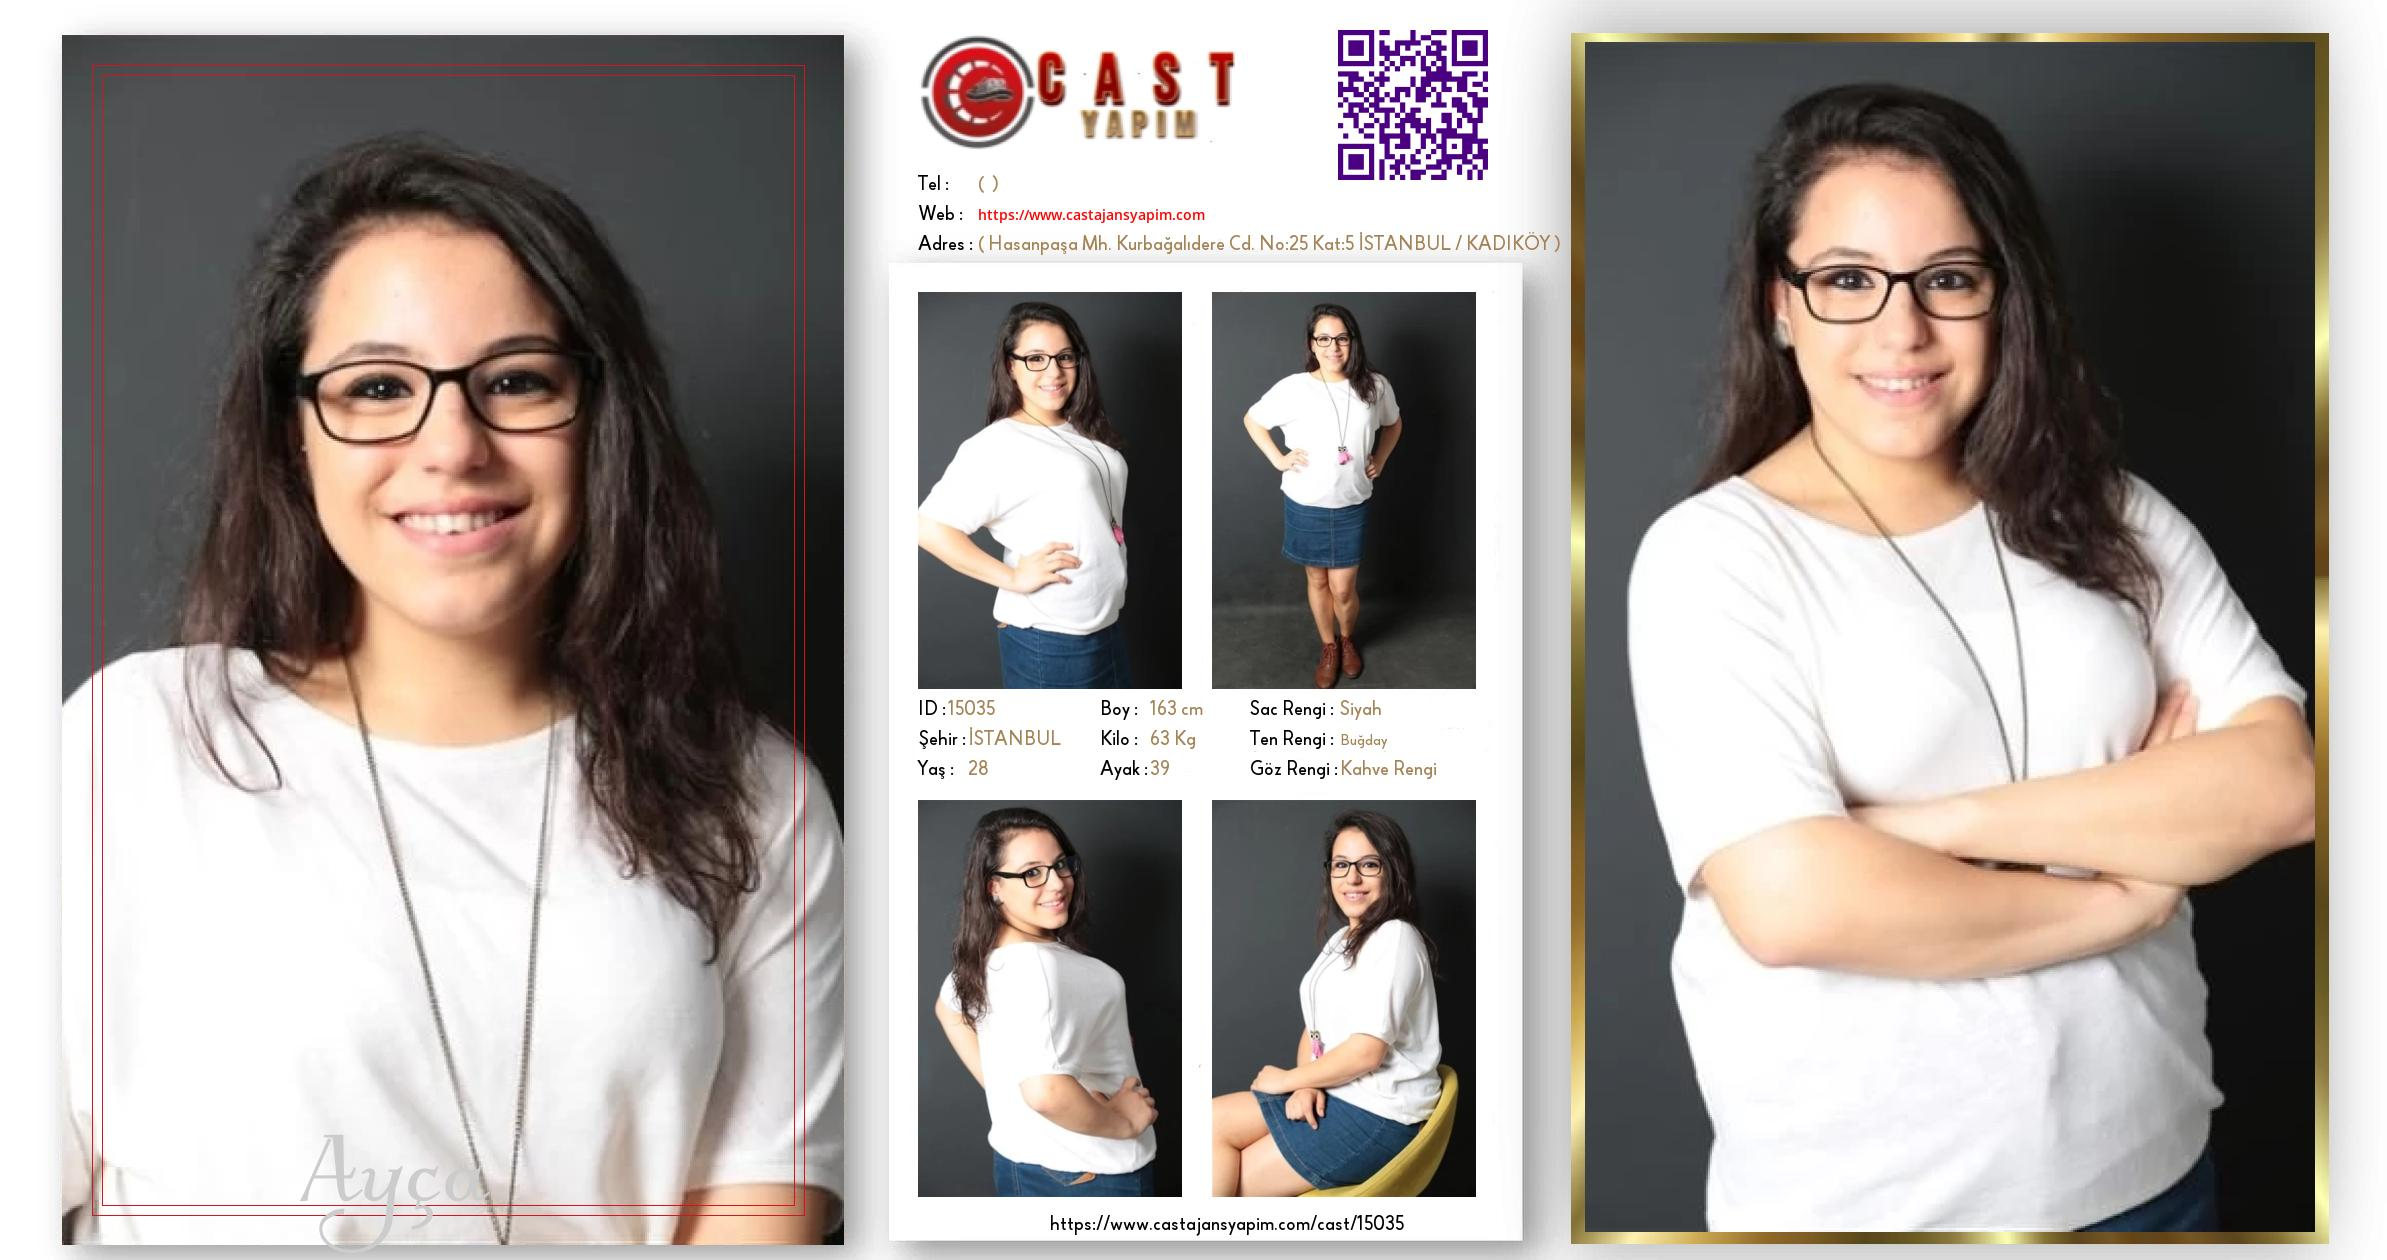 CAST
YAPIM
Tel : ( )
Web : https://www.castajansyapim.com
Adres : ( Hasanpaşa Mh. Kurbağalıdere Cd. No:25 Kat:5 İSTANBUL / KADIKÖY )
ID : 15035 Boy : 163 cm Sac Rengi : Siyah
Şehir : İSTANBUL Kilo : 63 Kg Ten Rengi : Buğday
Yaş : 28 Ayak : 39 Göz Rengi : Kahve Rengi
Ayça
https://www.castajansyapim.com/cast/15035